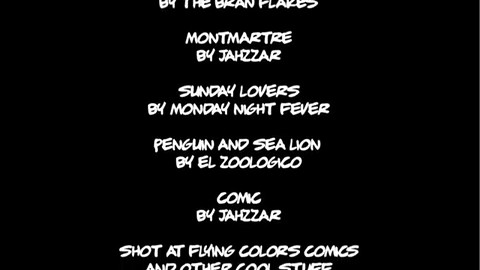 BY THE BRAN FLAKES
MONTMARTRE
BY JAHZZAR
SUNDAY LOVERS
BY MONDAY NIGHT FEVER
PENGUIN AND SEA LION
BY EL ZOOLOGICO
COMIC
BY JAHZZAR
SHOT AT FLYING COLORS COMICS
AND OTHER COOL STUFF